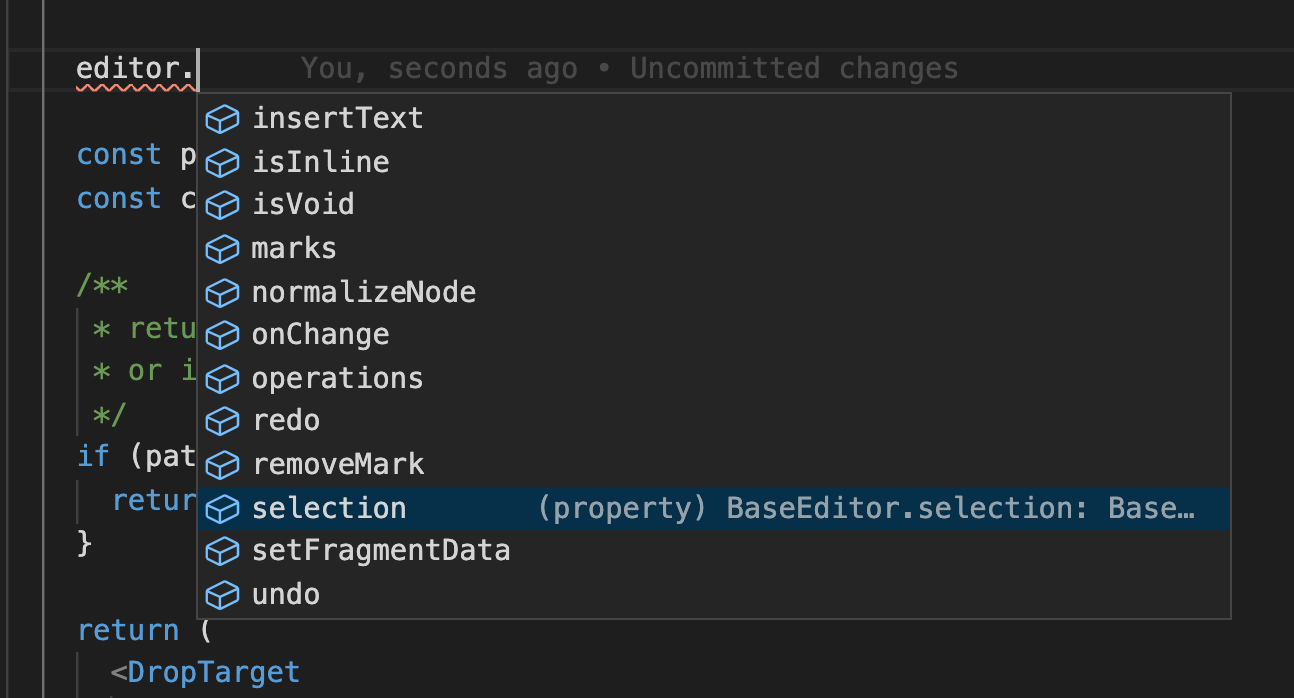 editor. You, seconds ago • Uncommitted changes
insertText
const p isInline
const c isVoid
marks
/** normalizeNode
* retu onChange
* or i operations
*/ redo
if (pat removeMark
retur selection (property) BaseEditor.selection: Base…
} setFragmentData
undo
return (
<DropTarget